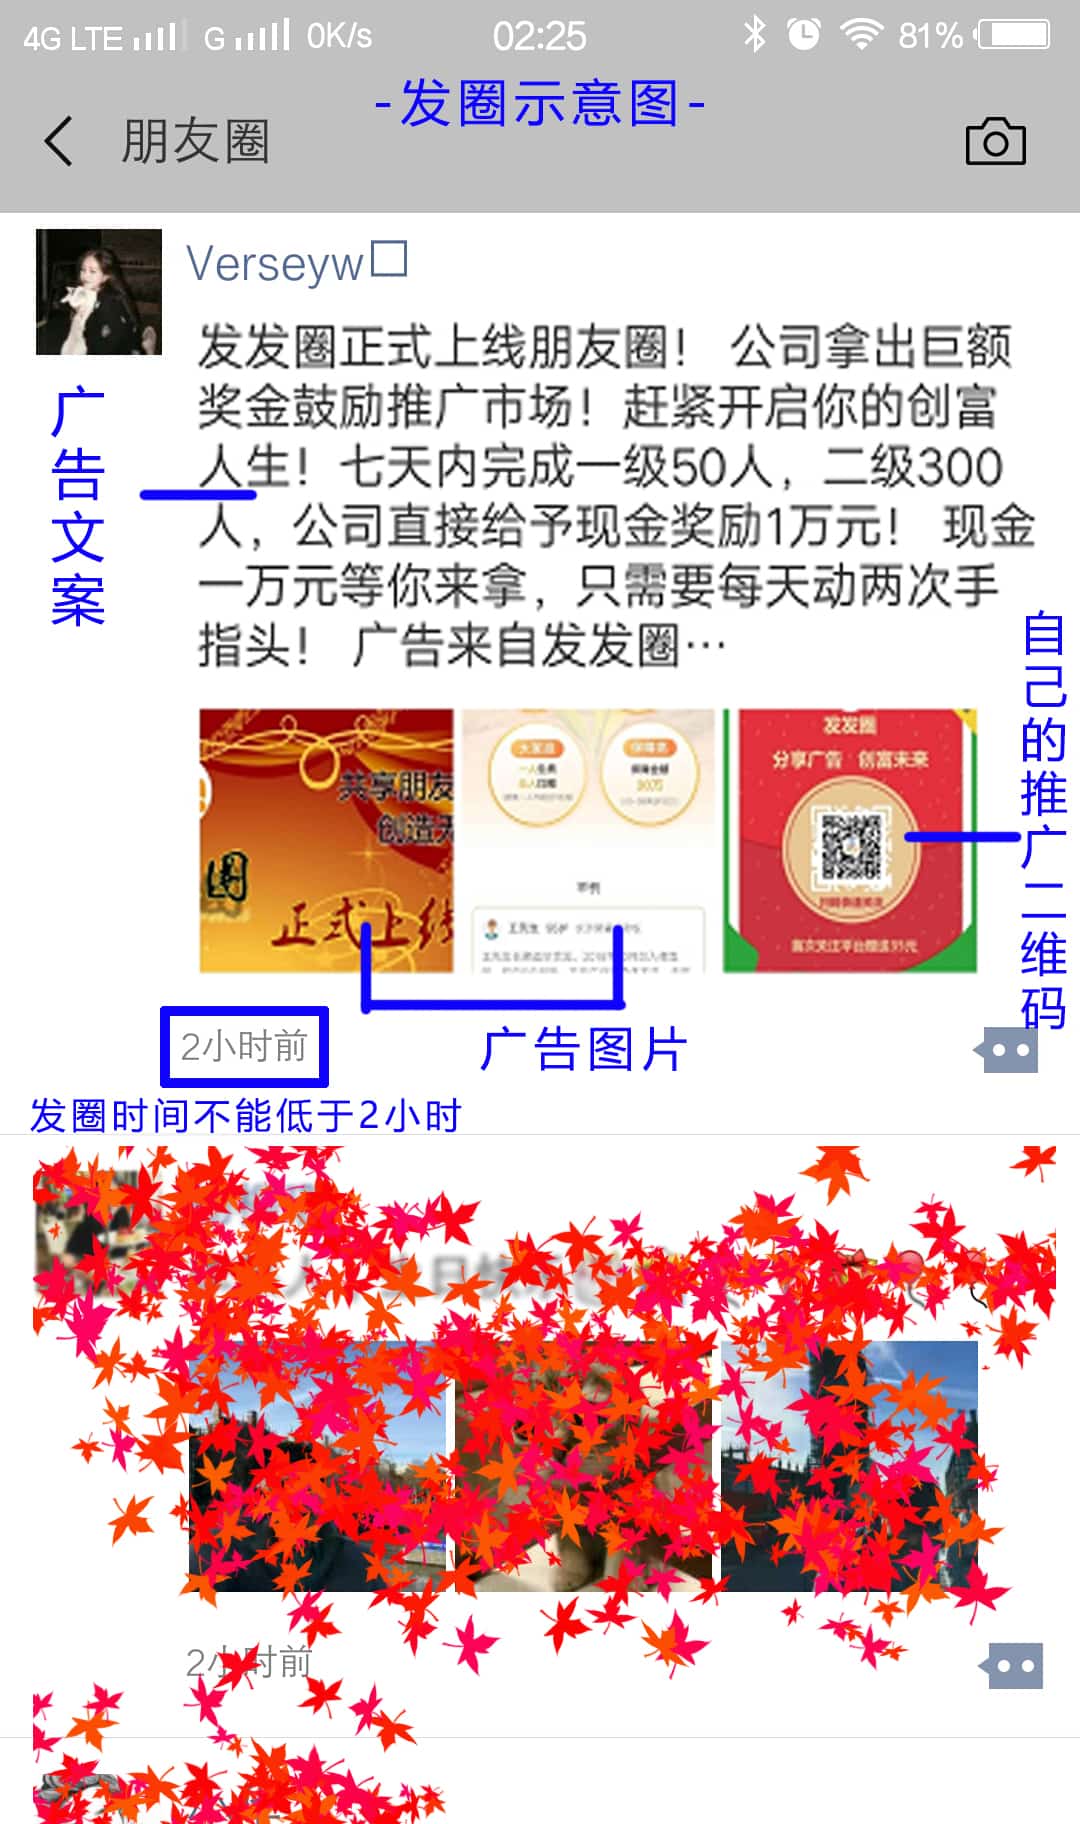 4G LTE G 0K/s 02:25 81%
-发圈示意图-
朋友圈
Verseyw□
发发圈正式上线朋友圈！ 公司拿出巨额
奖金鼓励推广市场！赶紧开启你的创富
人生！七天内完成一级50人，二级300
人，公司直接给予现金奖励1万元！ 现金
一万元等你来拿，只需要每天动两次手
指头！ 广告来自发发圈…
广告文案
自己的推广二维码
共享朋友
创造无
圈
正式上线
发发圈
分享广告 创富未来
广告图片
2小时前
发圈时间不能低于2小时
2小时前